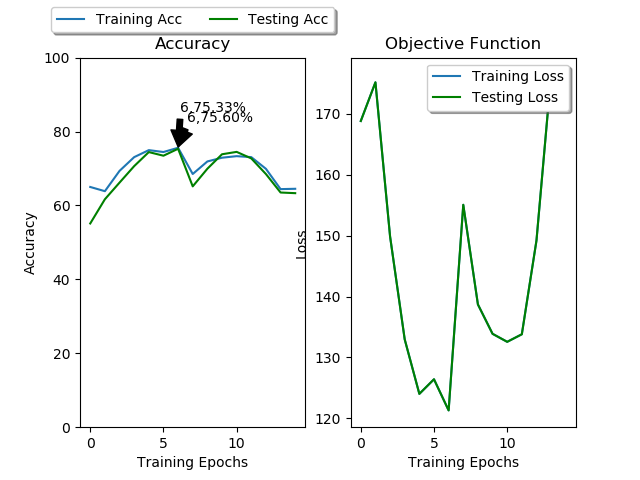 Training Acc
Testing Acc
Accuracy
Objective Function
100
80
60
40
20
0
Accuracy
6,75.33%
6,75.60%
0
5
10
Training Epochs
Training Loss
Testing Loss
170
160
150
140
130
120
Loss
0
5
10
Training Epochs